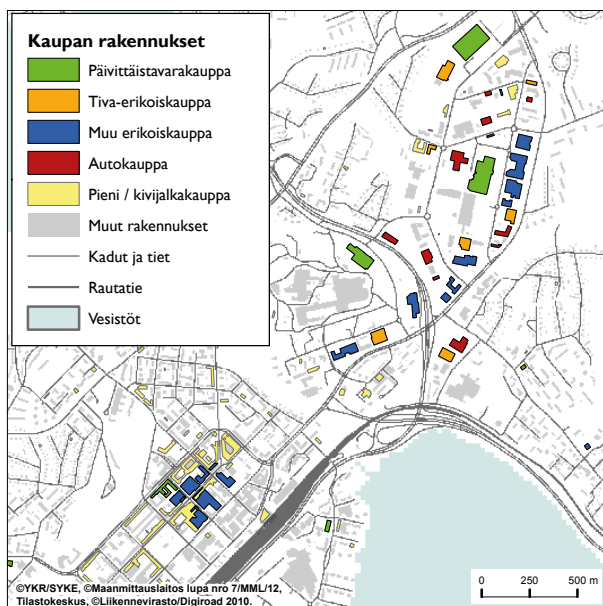 Kaupan rakennukset
Päivittäistavarakauppa
Tiva-erikoiskauppa
Muu erikoiskauppa
Autokauppa
Pieni / kivijalkakauppa
Muut rakennukset
Kadut ja tiet
Rautatie
Vesistöt
©YKR/SYKE, ©Maanmittauslaitos lupa nro 7/MML/12,
Tilastokeskus, ©Liikennevirasto/Digiroad 2010.
0 250 500 m